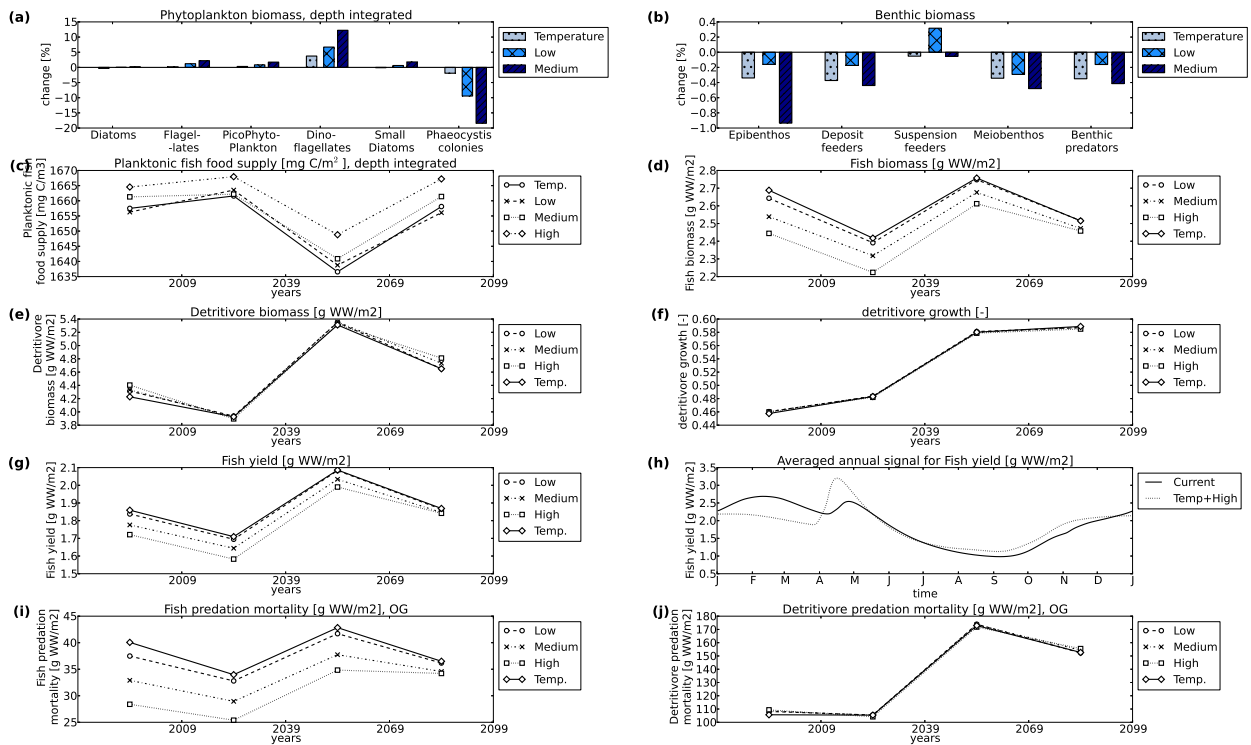 (a) Phytoplankton biomass, depth integrated
change [%]
15
10
5
0
−5
−10
−15
−20
Diatoms
Flagel-
-lates
PicoPhyto-
Plankton
Dino-
flagellates
Small
Diatoms
Phaeocystis
colonies
Temperature
Low
Medium
(b) Benthic biomass
change [%]
0.4
0.2
0.0
−0.2
−0.4
−0.6
−0.8
−1.0
Epibenthos
Deposit
feeders
Suspension
feeders
Meiobenthos
Benthic
predators
Temperature
Low
Medium
(c) Planktonic fish food supply [mg C/m²], depth integrated
Planktonic fish
food supply [mg C/m3]
1670
1665
1660
1655
1650
1645
1640
1635
2009 2039 2069 2099
years
Temp.
Low
Medium
High
(d) Fish biomass [g WW/m2]
Fish biomass [g WW/m2]
2.8
2.7
2.6
2.5
2.4
2.3
2.2
2009 2039 2069 2099
years
Low
Medium
High
Temp.
(e) Detritivore biomass [g WW/m2]
Detritivore
biomass [g WW/m2]
5.4
5.2
5.0
4.8
4.6
4.4
4.2
4.0
3.8
2009 2039 2069 2099
years
Low
Medium
High
Temp.
(f) detritivore growth [-]
detritivore growth [-]
0.60
0.58
0.56
0.54
0.52
0.50
0.48
0.46
0.44
2009 2039 2069 2099
years
Low
Medium
High
Temp.
(g) Fish yield [g WW/m2]
Fish yield [g WW/m2]
2.1
2.0
1.9
1.8
1.7
1.6
1.5
2009 2039 2069 2099
years
Low
Medium
High
Temp.
(h) Averaged annual signal for Fish yield [g WW/m2]
Fish yield [g WW/m2]
3.5
3.0
2.5
2.0
1.5
1.0
0.5
J F M A M J J A S O N D J
time
Current
Temp+High
(i) Fish predation mortality [g WW/m2], OG
Fish predation
mortality [g WW/m2]
45
40
35
30
25
2009 2039 2069 2099
years
Low
Medium
High
Temp.
(j) Detritivore predation mortality [g WW/m2], OG
Detritivore predation
mortality [g WW/m2]
180
170
160
150
140
130
120
110
100
2009 2039 2069 2099
years
Low
Medium
High
Temp.